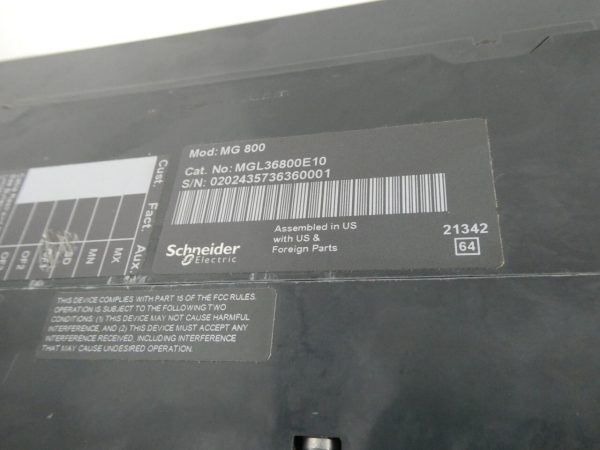 Mod: MG 800
Cat. No: MGL36800E10
S/N: 0202435736360001
Schneider
Electric
Assembled in US
with US &
Foreign Parts
21342
64
Cust. Fact. Aux.
MX
MN
SD
OF2
THIS DEVICE COMPLIES WITH PART 15 OF THE FCC RULES.
OPERATION IS SUBJECT TO THE FOLLOWING TWO
CONDITIONS: (1) THIS DEVICE MAY NOT CAUSE HARMFUL
INTERFERENCE, AND (2) THIS DEVICE MUST ACCEPT ANY
INTERFERENCE RECEIVED, INCLUDING INTERFERENCE
THAT MAY CAUSE UNDESIRED OPERATION.